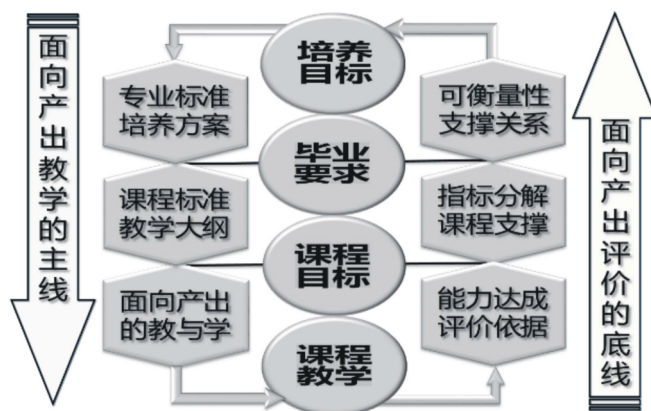 面向产出教学的主线
培养
目标
专业标准
培养方案
可衡量性
支撑关系
毕业
要求
课程标准
教学大纲
指标分解
课程支撑
课程
目标
面向产出
的教与学
能力达成
评价依据
课程
教学
面向产出评价的底线